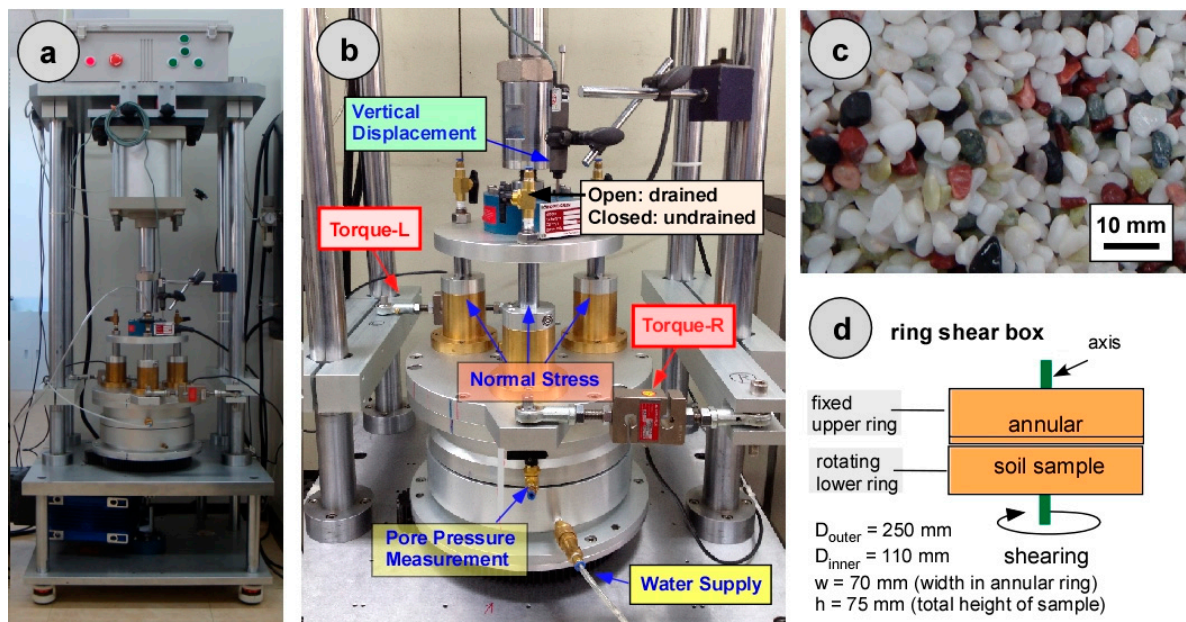 a
b
Vertical
Displacement
Open: drained
Closed: undrained
Torque-L
Torque-R
Normal Stress
Pore Pressure
Measurement
Water Supply
c
10 mm
d
ring shear box
axis
fixed
upper ring
annular
rotating
lower ring
soil sample
shearing
D_outer = 250 mm
D_inner = 110 mm
w = 70 mm (width in annular ring)
h = 75 mm (total height of sample)